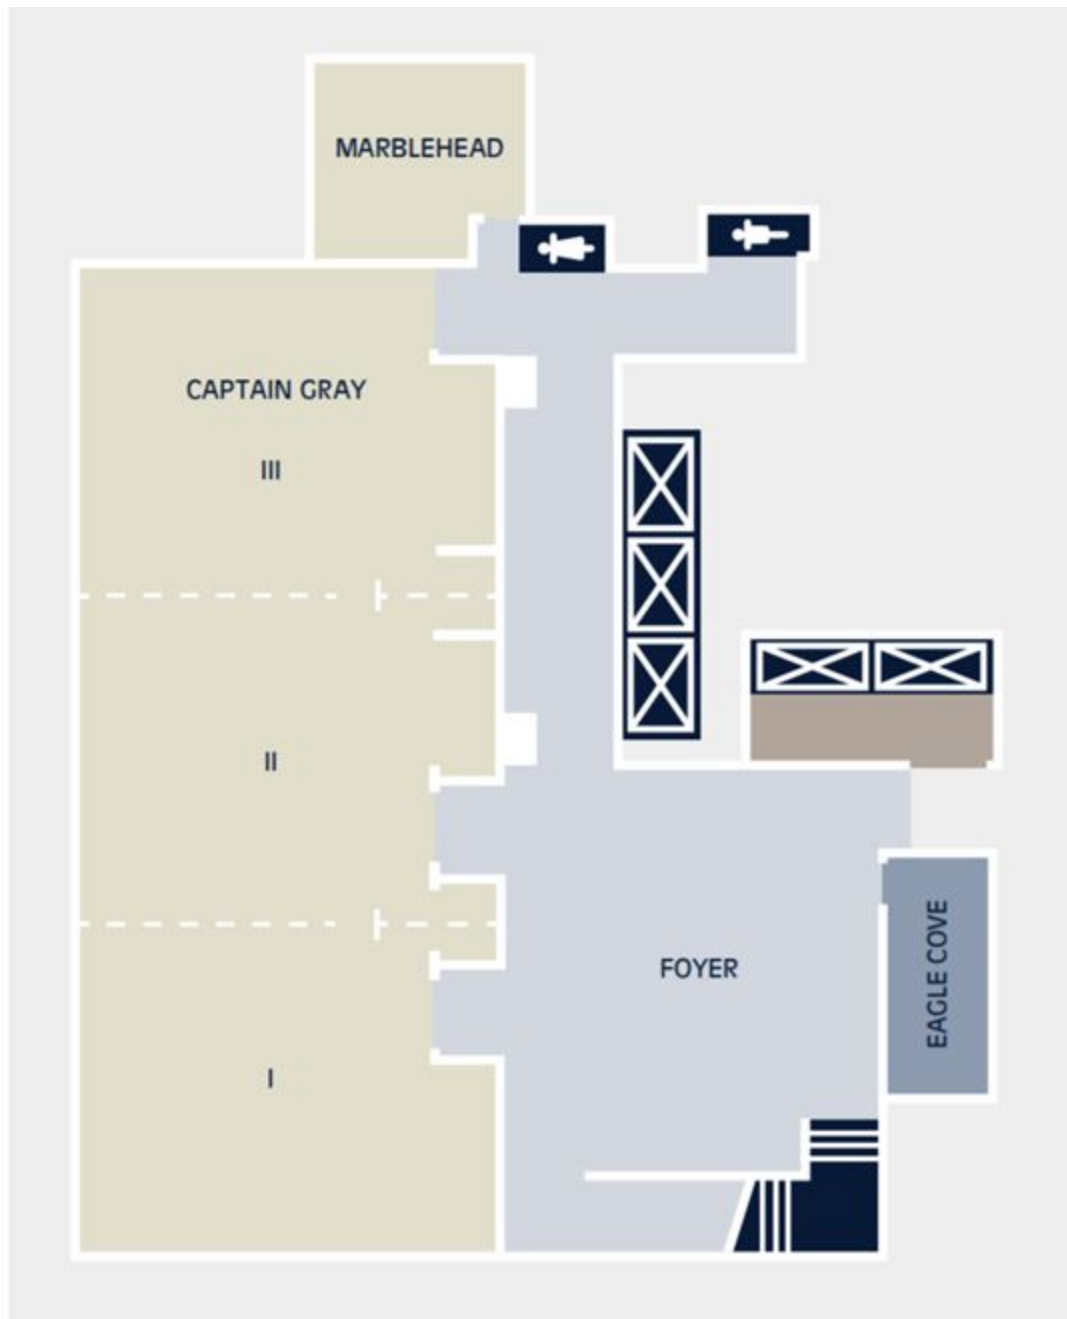 MARBLEHEAD
CAPTAIN GRAY
III
II
FOYER
EAGLE COVE
I